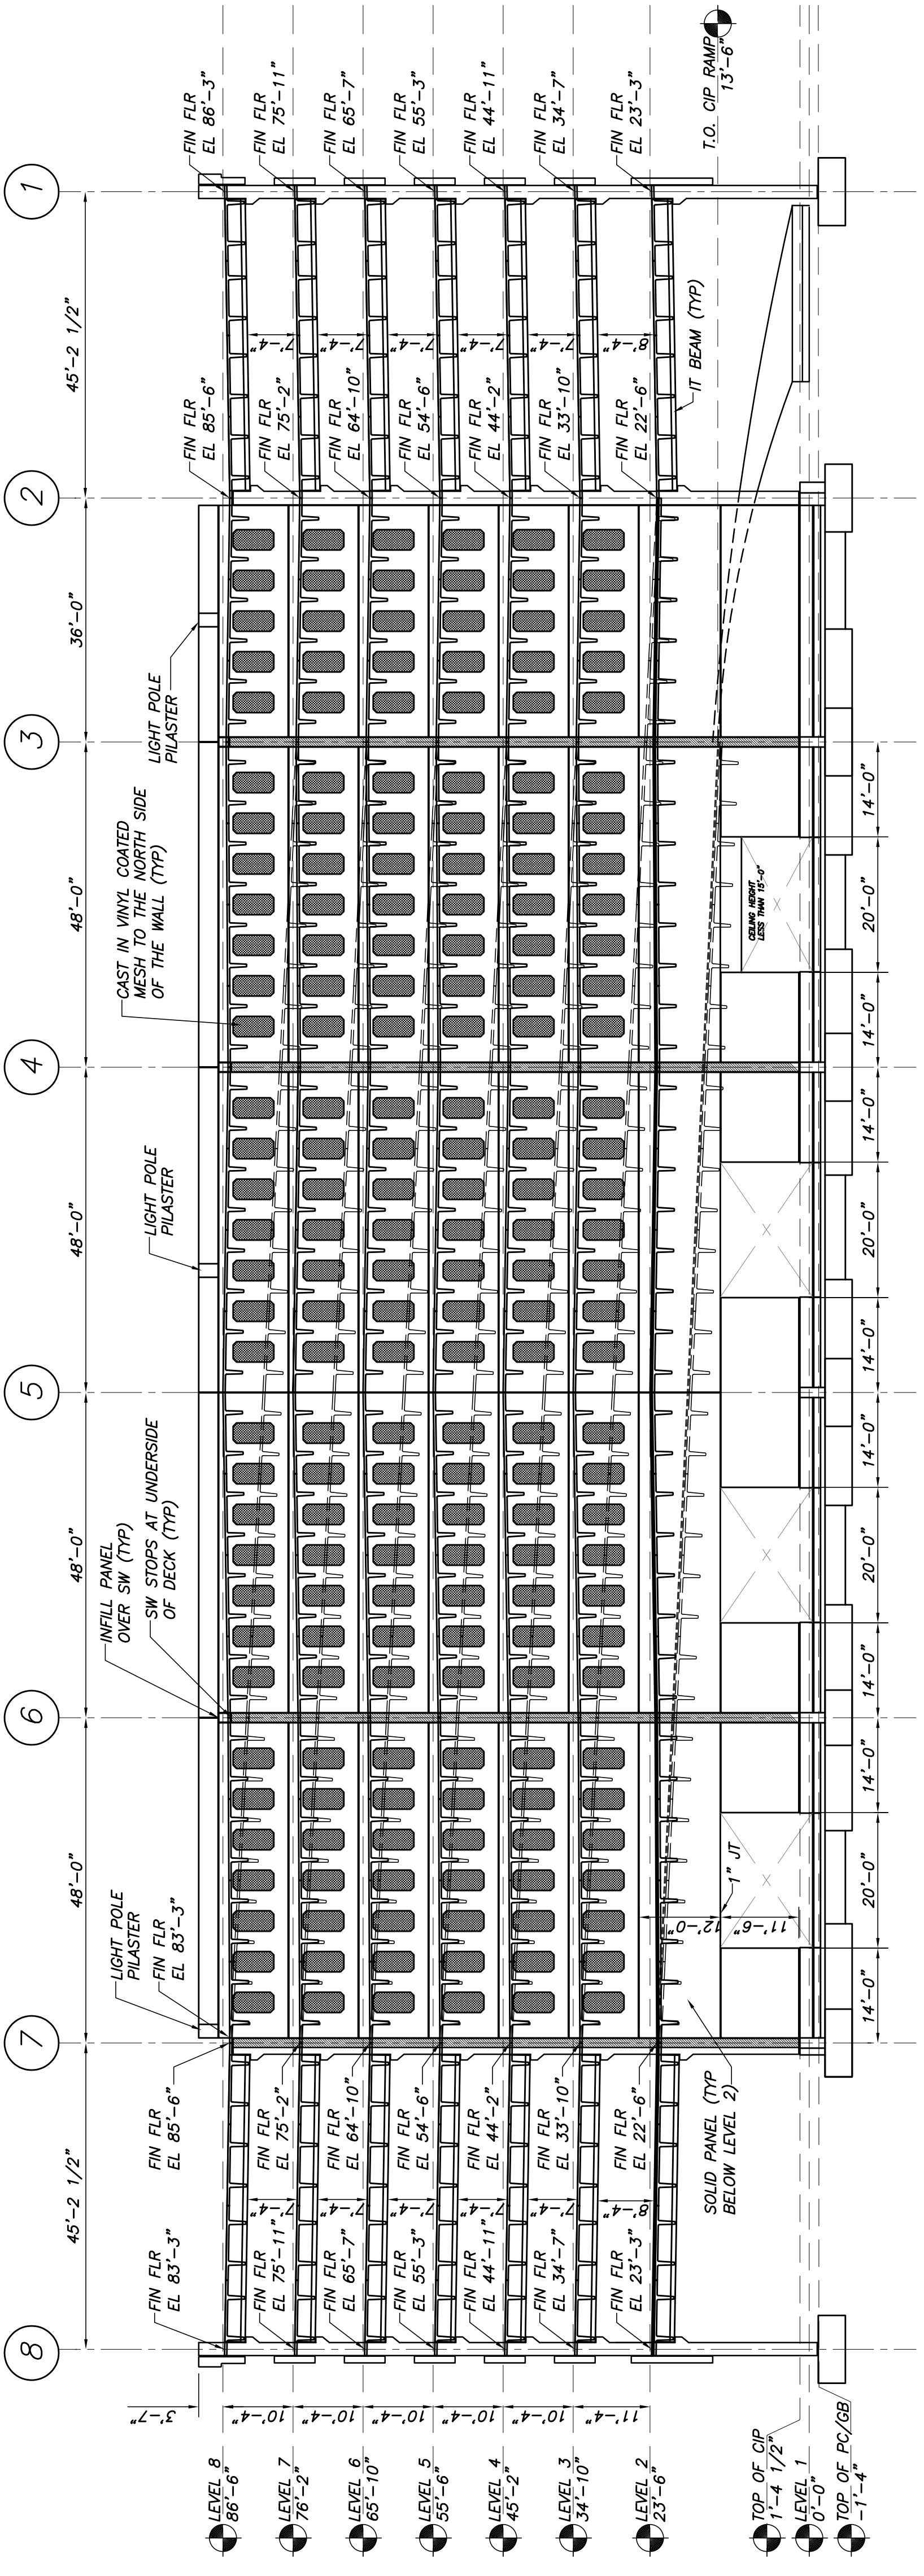 8
7
6
5
4
3
2
1
45'-2 1/2"
48'-0"
48'-0"
48'-0"
48'-0"
36'-0"
45'-2 1/2"
LIGHT POLE
PILASTER
FIN FLR
EL 83'-3"
INFILL PANEL
OVER SW (TYP)
SW STOPS AT UNDERSIDE
OF DECK (TYP)
LIGHT POLE
PILASTER
CAST IN VINYL COATED
MESH TO THE NORTH SIDE
OF THE WALL (TYP)
LIGHT POLE
PILASTER
3'-7"
10'-4"
10'-4"
10'-4"
10'-4"
10'-4"
11'-4"
LEVEL 8
86'-6"
LEVEL 7
76'-2"
LEVEL 6
65'-10"
LEVEL 5
55'-6"
LEVEL 4
45'-2"
LEVEL 3
34'-10"
LEVEL 2
23'-6"
TOP OF CIP
1'-4 1/2"
LEVEL 1
0'-0"
TOP OF PC/GB
-1'-4"
FIN FLR
EL 83'-3"
FIN FLR
EL 75'-11"
FIN FLR
EL 65'-7"
FIN FLR
EL 55'-3"
FIN FLR
EL 44'-11"
FIN FLR
EL 34'-7"
FIN FLR
EL 23'-3"
7'-4"
7'-4"
7'-4"
7'-4"
7'-4"
8'-4"
FIN FLR
EL 85'-6"
FIN FLR
EL 75'-2"
FIN FLR
EL 64'-10"
FIN FLR
EL 54'-6"
FIN FLR
EL 44'-2"
FIN FLR
EL 33'-10"
FIN FLR
EL 22'-6"
SOLID PANEL (TYP
BELOW LEVEL 2)
12'-0"
1" JT
11'-6"
CEILING HEIGHT
LESS THAN 15'-0"
FIN FLR
EL 85'-6"
FIN FLR
EL 75'-2"
FIN FLR
EL 64'-10"
FIN FLR
EL 54'-6"
FIN FLR
EL 44'-2"
FIN FLR
EL 33'-10"
FIN FLR
EL 22'-6"
7'-4"
7'-4"
7'-4"
7'-4"
7'-4"
8'-4"
IT BEAM (TYP)
FIN FLR
EL 86'-3"
FIN FLR
EL 75'-11"
FIN FLR
EL 65'-7"
FIN FLR
EL 55'-3"
FIN FLR
EL 44'-11"
FIN FLR
EL 34'-7"
FIN FLR
EL 23'-3"
T.O. CIP RAMP
13'-6"
14'-0"
20'-0"
14'-0"
14'-0"
20'-0"
14'-0"
14'-0"
20'-0"
14'-0"
14'-0"
20'-0"
14'-0"